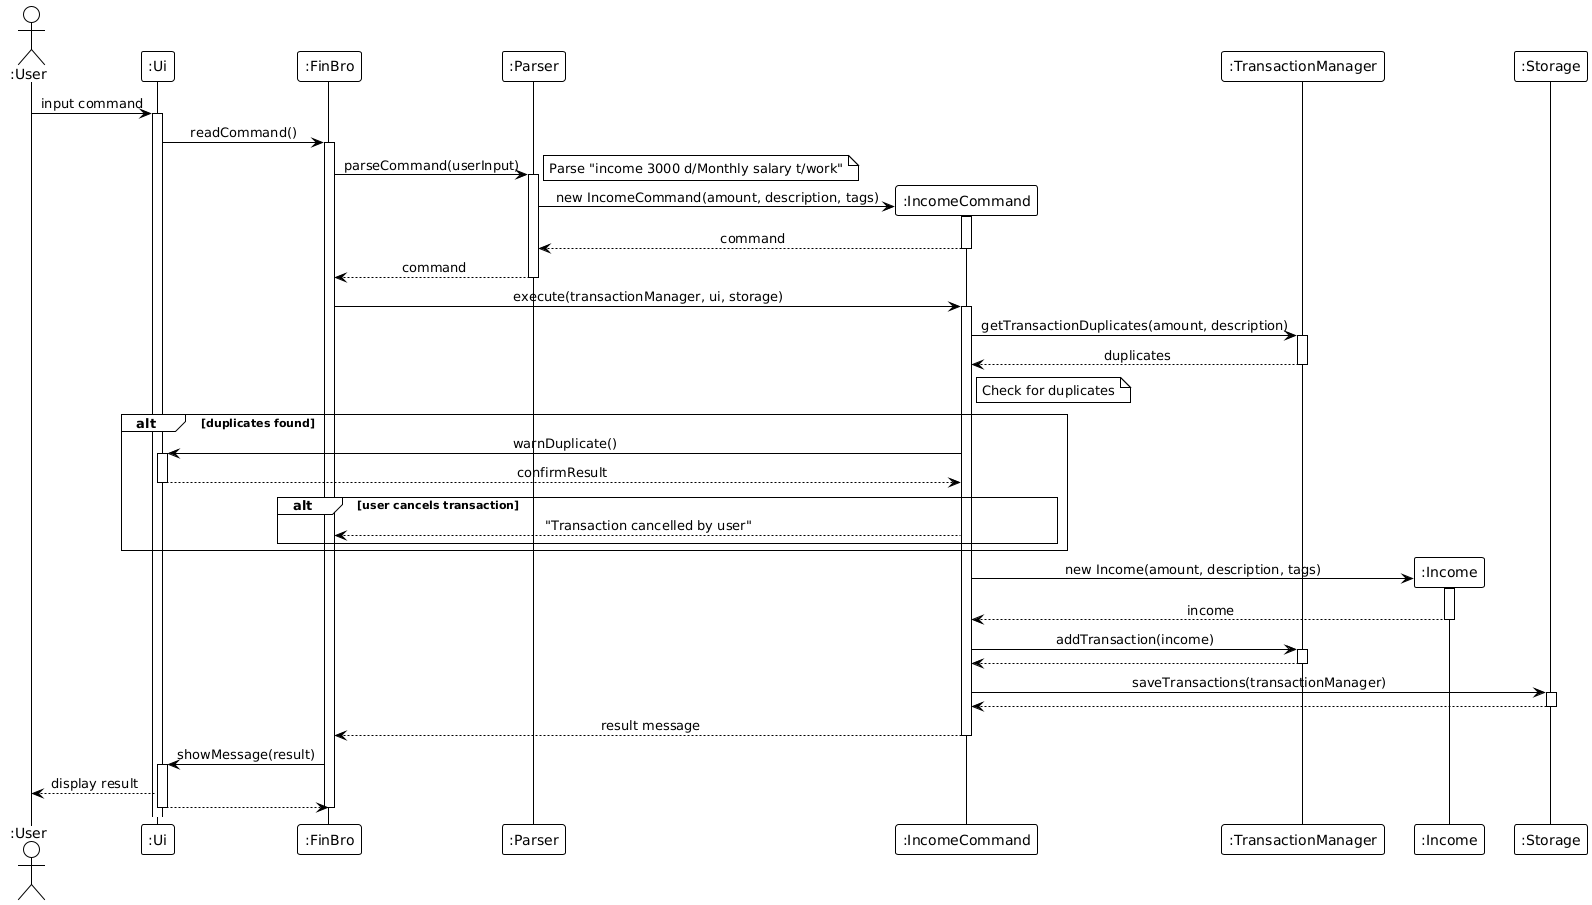 :User
:Ui
:FinBro
:Parser
:TransactionManager
:Storage
input command
readCommand()
parseCommand(userInput)
Parse "income 3000 d/Monthly salary t/work"
new IncomeCommand(amount, description, tags)
:IncomeCommand
command
command
execute(transactionManager, ui, storage)
getTransactionDuplicates(amount, description)
duplicates
Check for duplicates
alt
[duplicates found]
warnDuplicate()
confirmResult
alt
[user cancels transaction]
"Transaction cancelled by user"
new Income(amount, description, tags)
:Income
income
addTransaction(income)
saveTransactions(transactionManager)
result message
showMessage(result)
display result
:User
:Ui
:FinBro
:Parser
:IncomeCommand
:TransactionManager
:Income
:Storage